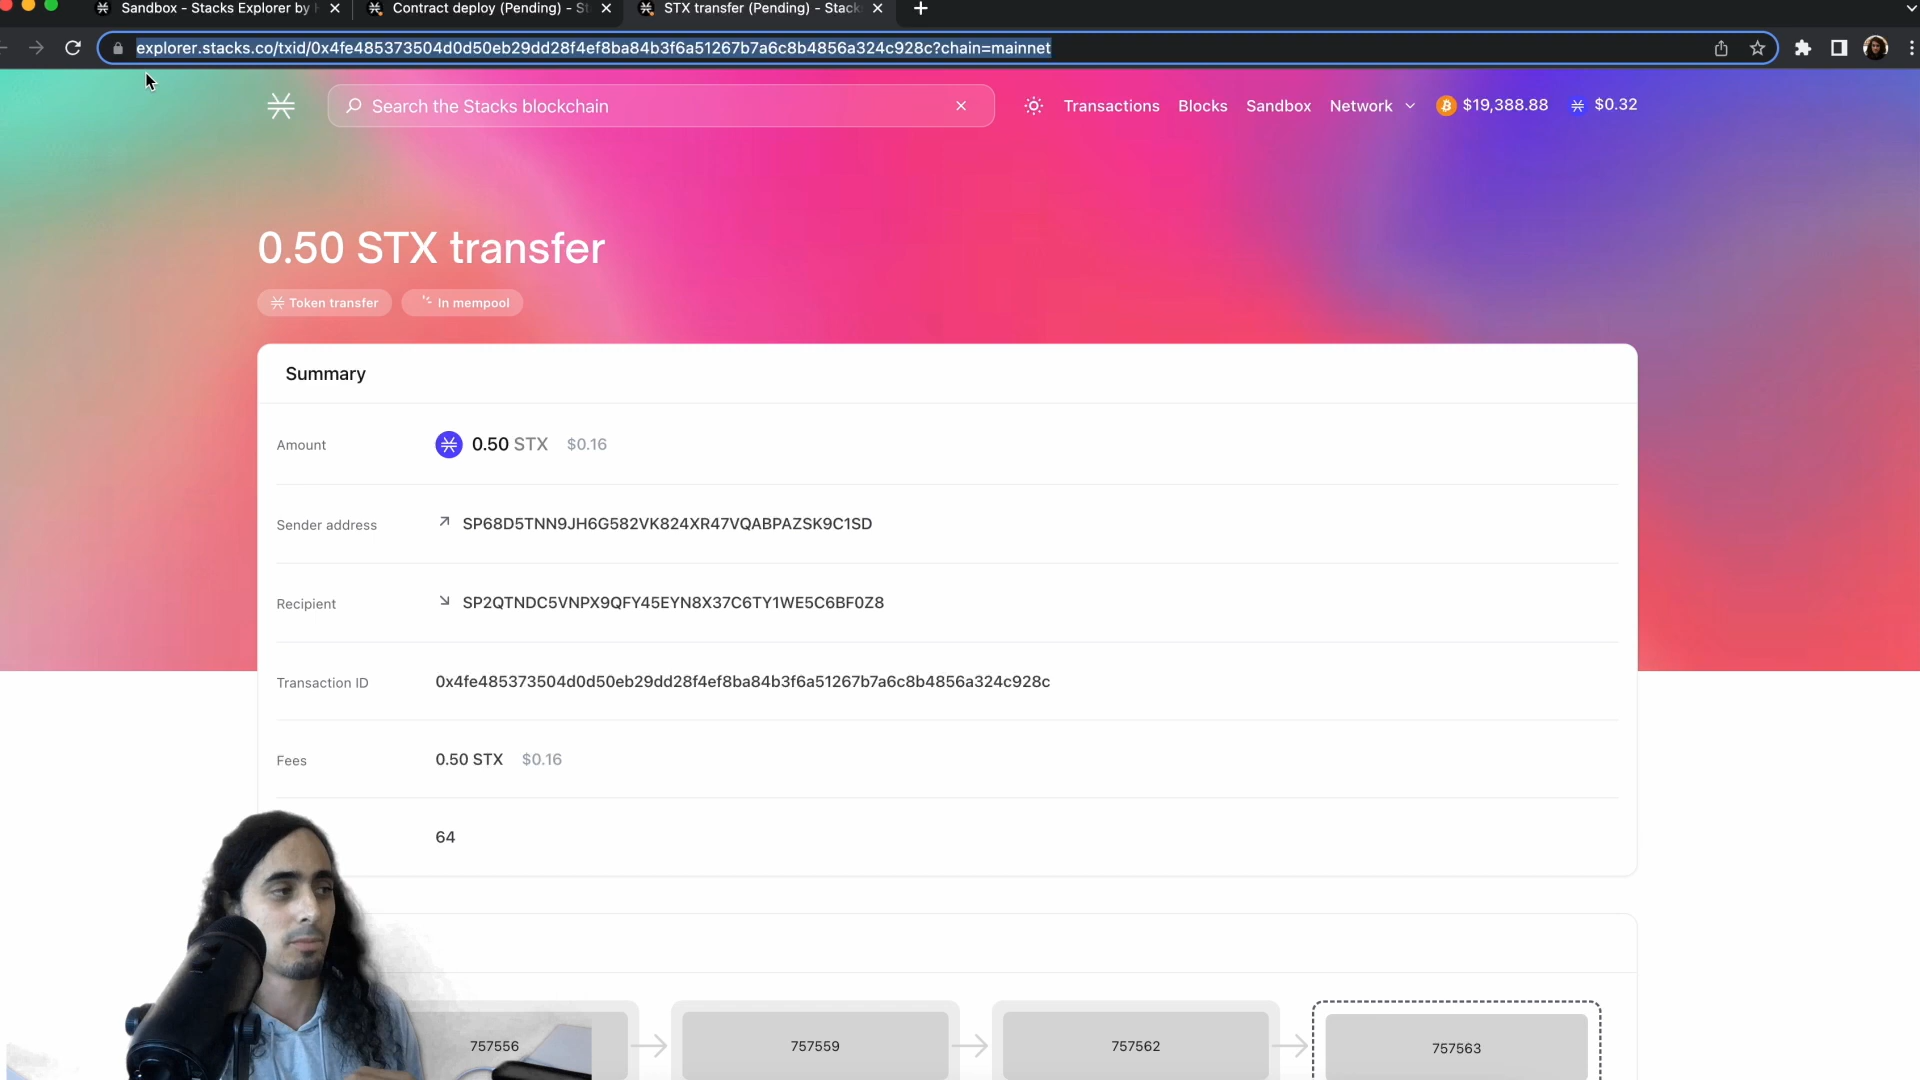 Sandbox - Stacks Explorer by
Contract deploy (Pending) - St
STX transfer (Pending) - Stack
explorer.stacks.co/txid/0x4fe485373504d0d50eb29dd28f4ef8ba84b3f6a51267b7a6c8b4856a324c928c?chain=mainnet
Search the Stacks blockchain
Transactions
Blocks
Sandbox
Network
$19,388.88
$0.32
0.50 STX transfer
Token transfer
In mempool
Summary
Amount
0.50 STX $0.16
Sender address
SP68D5TNN9JH6G582VK824XR47VQABPAZSK9C1SD
Recipient
SP2QTNDC5VNPX9QFY45EYN8X37C6TY1WE5C6BF0Z8
Transaction ID
0x4fe485373504d0d50eb29dd28f4ef8ba84b3f6a51267b7a6c8b4856a324c928c
Fees
0.50 STX $0.16
64
757556
757559
757562
757563